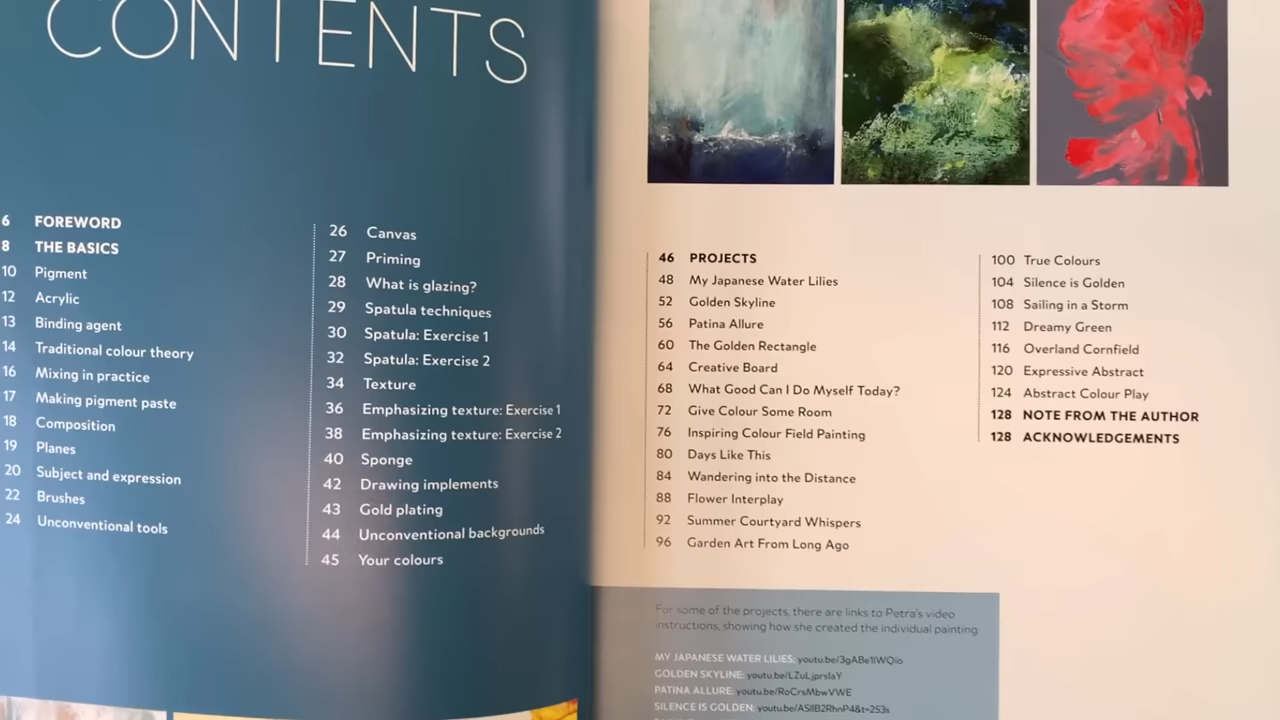 CONTENTS
6 FOREWORD
8 THE BASICS
10 Pigment
12 Acrylic
13 Binding agent
14 Traditional colour theory
16 Mixing in practice
17 Making pigment paste
18 Composition
19 Planes
20 Subject and expression
22 Brushes
24 Unconventional tools
26 Canvas
27 Priming
28 What is glazing?
29 Spatula techniques
30 Spatula: Exercise 1
32 Spatula: Exercise 2
34 Texture
36 Emphasizing texture: Exercise 1
38 Emphasizing texture: Exercise 2
40 Sponge
42 Drawing implements
43 Gold plating
44 Unconventional backgrounds
45 Your colours
46 PROJECTS
48 My Japanese Water Lilies
52 Golden Skyline
56 Patina Allure
60 The Golden Rectangle
64 Creative Board
68 What Good Can I Do Myself Today?
72 Give Colour Some Room
76 Inspiring Colour Field Painting
80 Days Like This
84 Wandering into the Distance
88 Flower Interplay
92 Summer Courtyard Whispers
96 Garden Art From Long Ago
100 True Colours
104 Silence is Golden
108 Sailing in a Storm
112 Dreamy Green
116 Overland Cornfield
120 Expressive Abstract
124 Abstract Colour Play
128 NOTE FROM THE AUTHOR
128 ACKNOWLEDGEMENTS
For some of the projects, there are links to Petra's video
instructions, showing how she created the individual painting
MY JAPANESE WATER LILIES:
GOLDEN SKYLINE:
PATINA ALLURE: youtu.be/RoCrsMbwVWE
SILENCE IS GOLDEN: